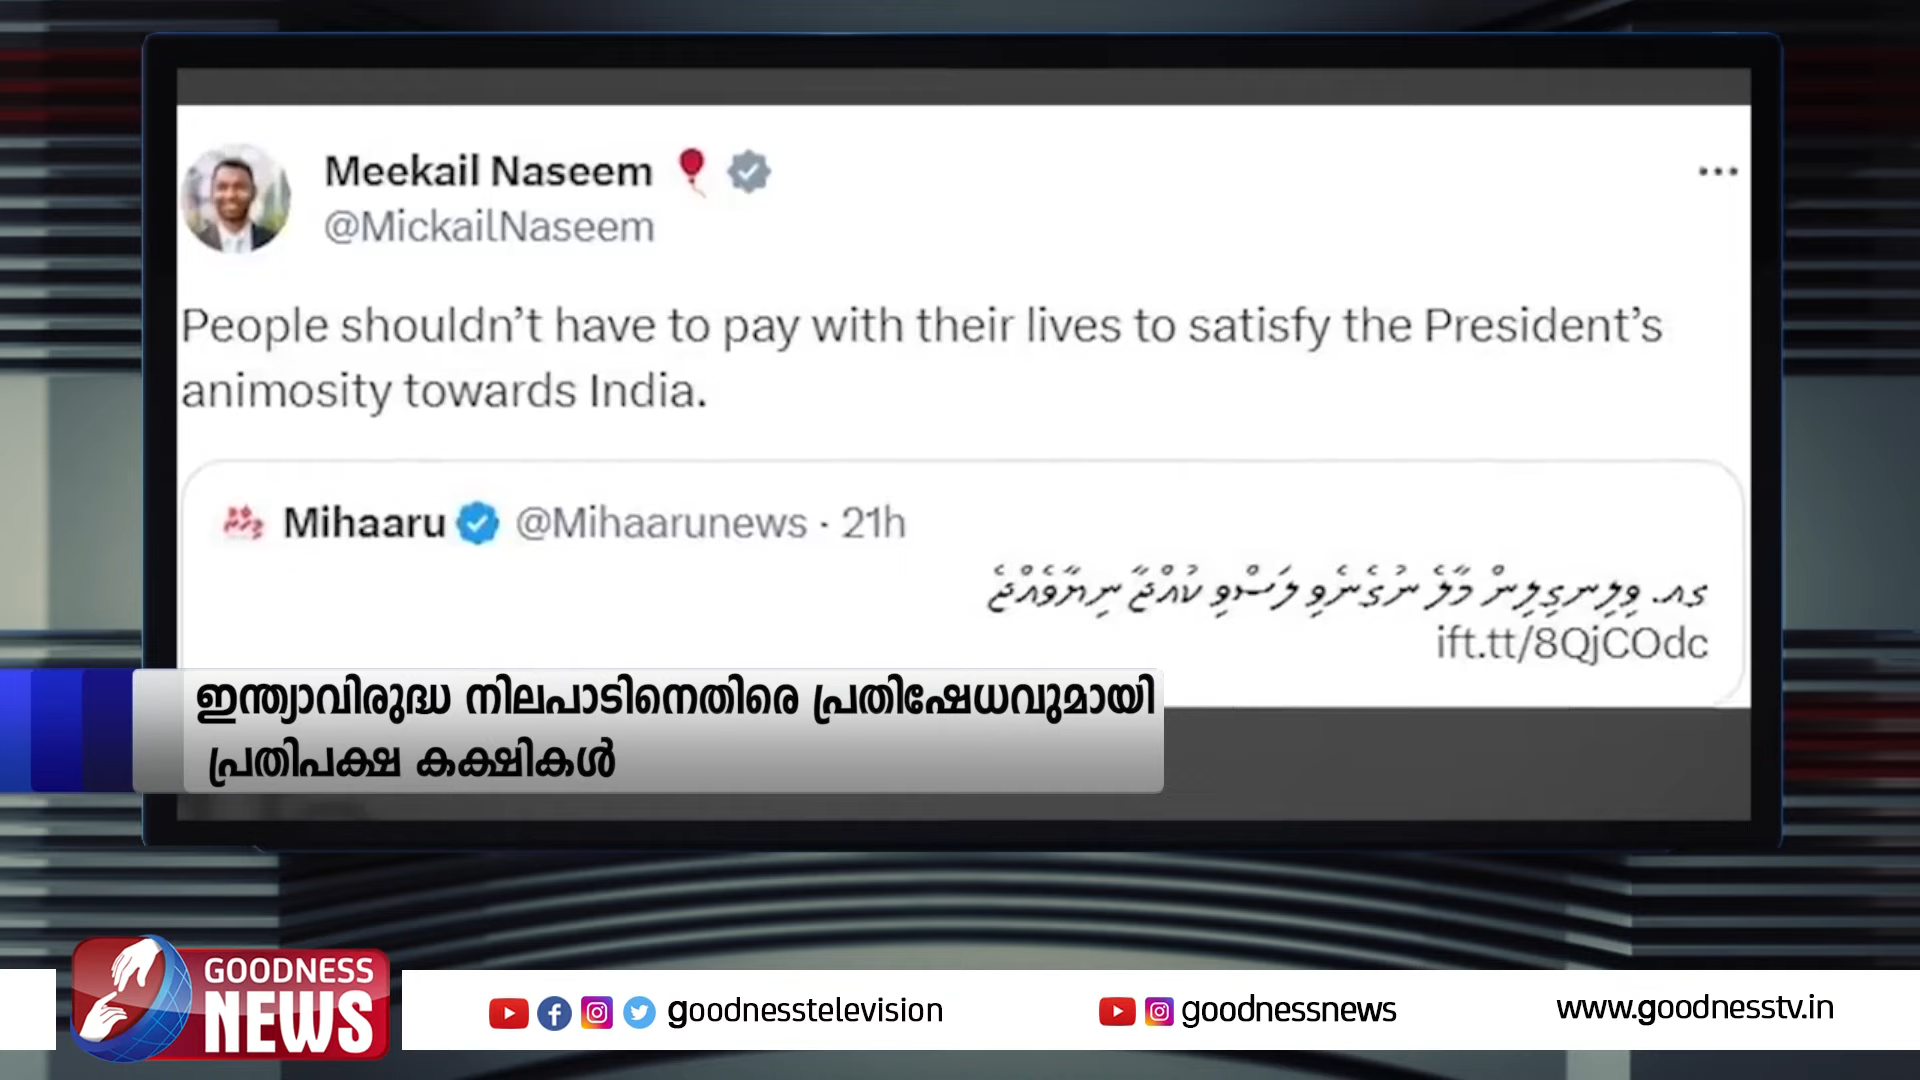 Meekail Naseem
@MickailNaseem
People shouldn't have to pay with their lives to satisfy the President's
animosity towards India.
Mihaaru @Mihaarunews · 21h
ގއ. ވިލިނގިލިން މާލެ ނުގެނެވި ލަސްވި ކުއްޖާ ނިޔާވެއްޖެ
ift.tt/8QjCOdc
ഇന്ത്യാവിരുദ്ധ നിലപാടിനെതിരെ പ്രതിഷേധവുമായി
പ്രതിപക്ഷ കക്ഷികൾ
GOODNESS
NEWS
goodnesstelevision
goodnessnews
www.goodnesstv.in